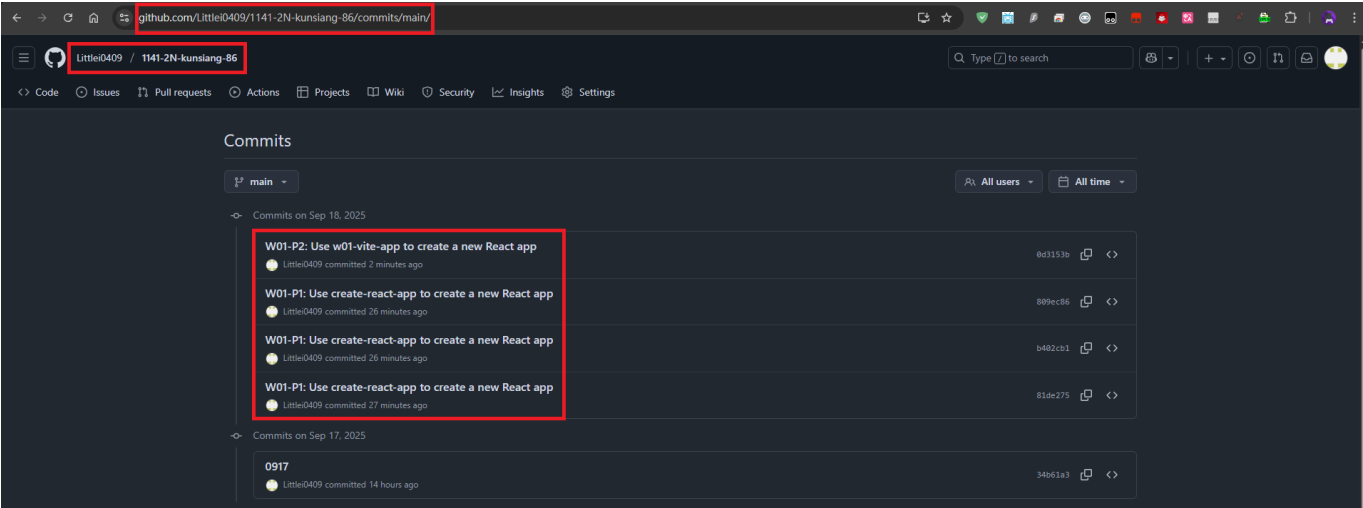 github.com/Littlei0409/1141-2N-kunsiang-86/commits/main/
Littlei0409 / 1141-2N-kunsiang-86
Type / to search
Code Issues Pull requests Actions Projects Wiki Security Insights Settings
Commits
main All users All time
Commits on Sep 18, 2025
W01-P2: Use w01-vite-app to create a new React app
0d3153b
Littlei0409 committed 2 minutes ago
W01-P1: Use create-react-app to create a new React app
809ec86
Littlei0409 committed 26 minutes ago
W01-P1: Use create-react-app to create a new React app
b402cb1
Littlei0409 committed 26 minutes ago
W01-P1: Use create-react-app to create a new React app
81de275
Littlei0409 committed 27 minutes ago
Commits on Sep 17, 2025
0917
34b61a3
Littlei0409 committed 14 hours ago